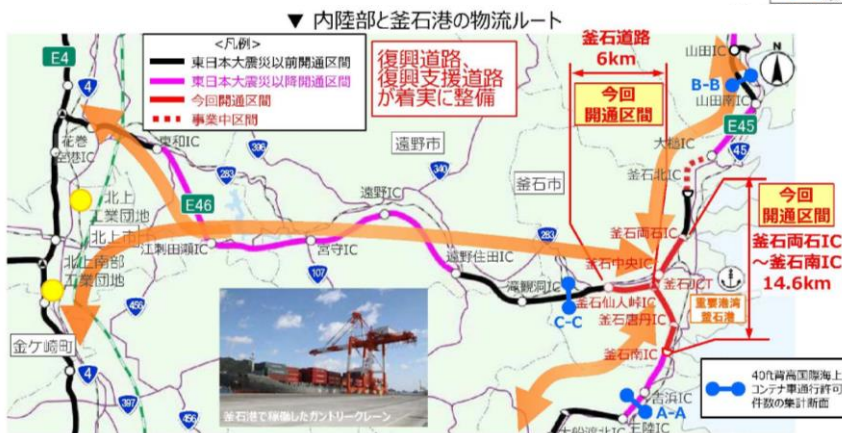 ▼ 内陸部と釜石港の物流ルート
<凡例>
東日本大震災以前開通区間
東日本大震災以降開通区間
今回開通区間
事業中区間
復興道路、
復興支援道路
が着実に整備
釜石道路
6km
今回
開通区間
山田IC
B-B
山田南IC
N
E4
4
花巻
空港IC
東和IC
283
396
遠野市
340
遠野IC
釜石市
大槌IC
E45
45
釜石北IC
今回
開通区間
釜石両石IC
～釜石南IC
14.6km
北上
工業団地
E46
北上南部
工業団地
江刺田瀬IC
宮守IC
107
遠野住田IC
滝観洞IC
283
C-C
釜石両石IC
釜石中央IC
釜石JCT
釜石仙人峠IC
釜石唐丹IC
釜石南IC
重要港湾
釜石港
456
金ケ崎町
4
397
456
釜石港で稼働したガントリークレーン
吉浜IC
A-A
三陸IC
大船渡北IC
40ft背高国際海上
コンテナ車通行許可
件数の集計断面